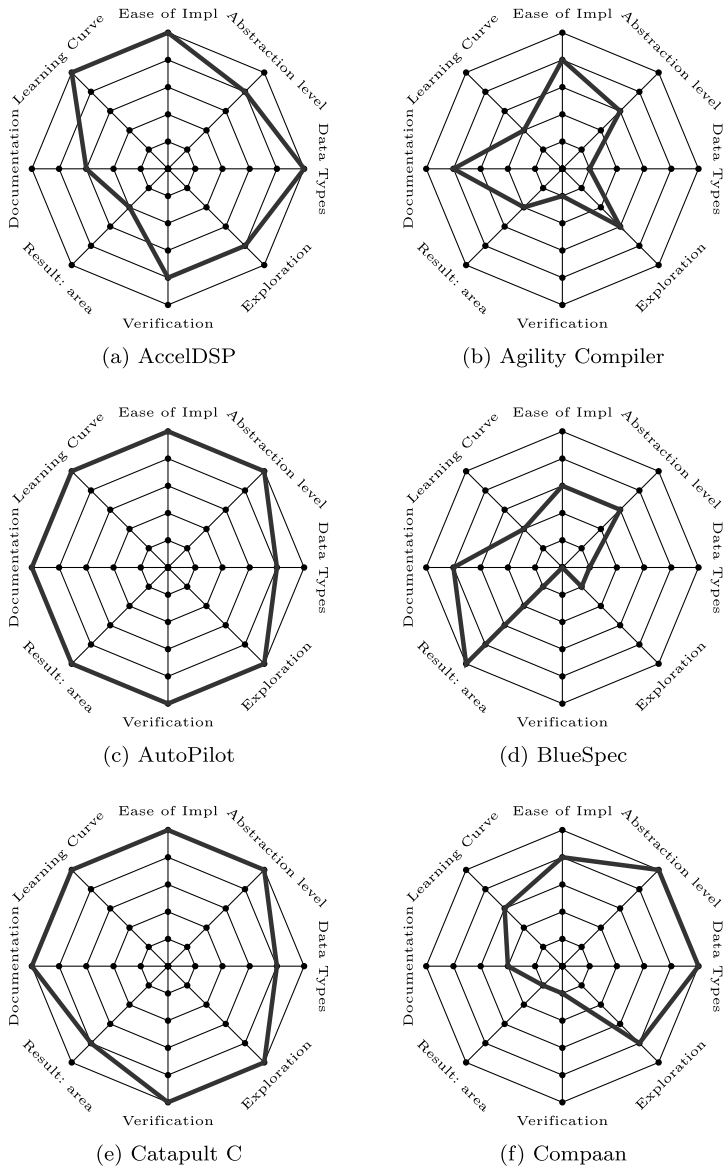 Ease of Impl
Abstraction level
Data Types
Exploration
Verification
Result: area
Documentation
Learning Curve
(a) AccelDSP
Ease of Impl
Abstraction level
Data Types
Exploration
Verification
Result: area
Documentation
Learning Curve
(b) Agility Compiler
Ease of Impl
Abstraction level
Data Types
Exploration
Verification
Result: area
Documentation
Learning Curve
(c) AutoPilot
Ease of Impl
Abstraction level
Data Types
Exploration
Verification
Result: area
Documentation
Learning Curve
(d) BlueSpec
Ease of Impl
Abstraction level
Data Types
Exploration
Verification
Result: area
Documentation
Learning Curve
(e) Catapult C
Ease of Impl
Abstraction level
Data Types
Exploration
Verification
Result: area
Documentation
Learning Curve
(f) Compaan